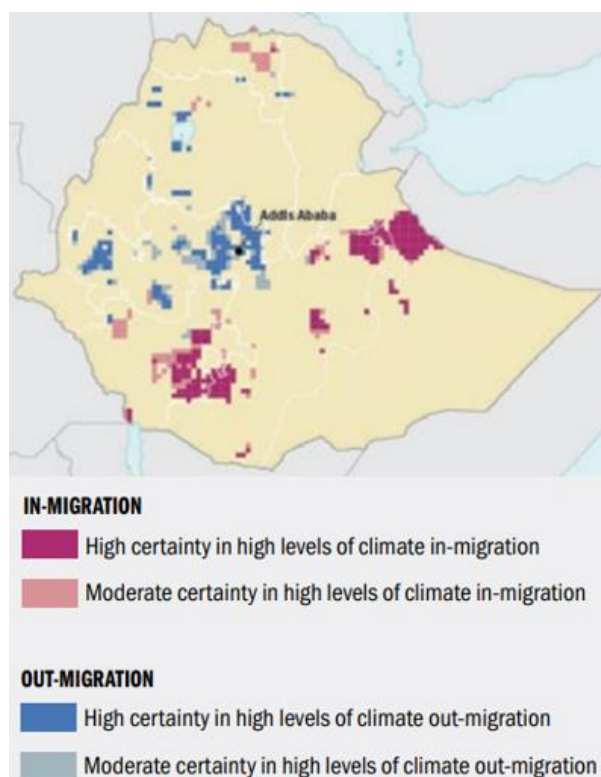 Addis Ababa
IN-MIGRATION
High certainty in high levels of climate in-migration
Moderate certainty in high levels of climate in-migration
OUT-MIGRATION
High certainty in high levels of climate out-migration
Moderate certainty in high levels of climate out-migration